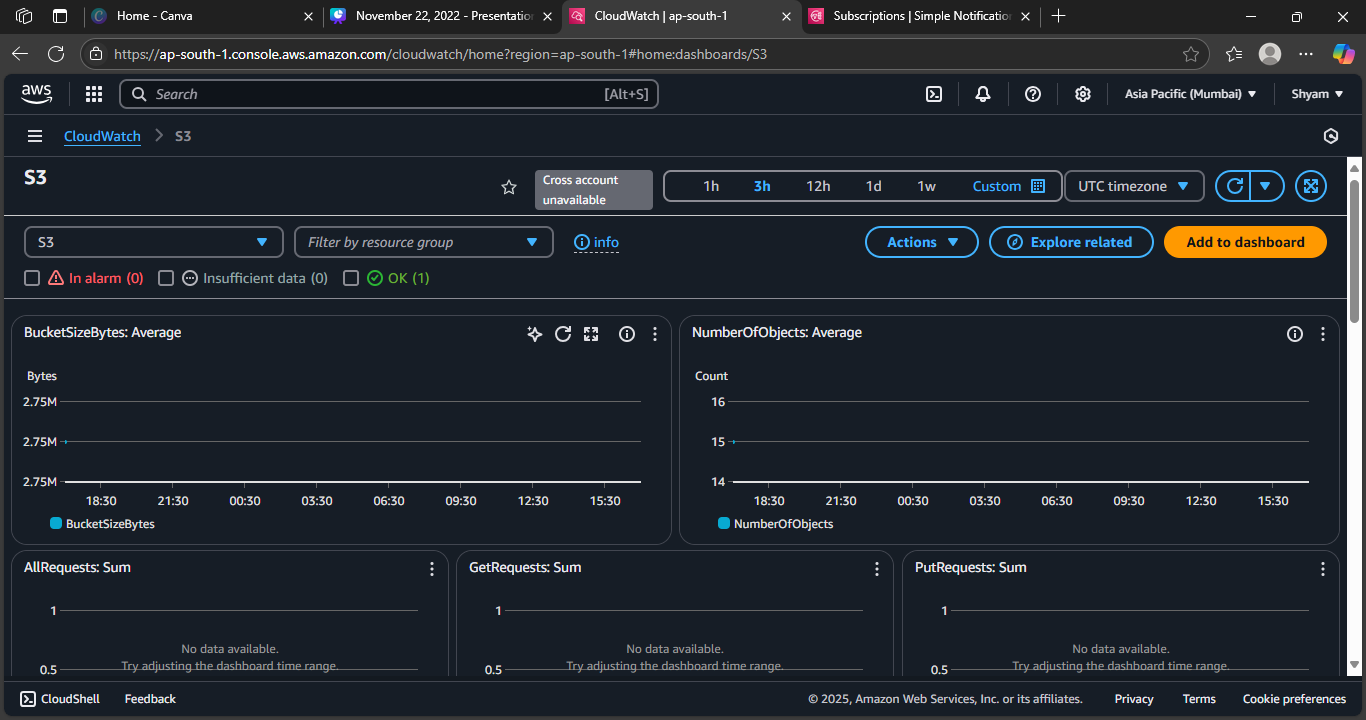 Home - Canva
November 22, 2022 - Presentatio
CloudWatch | ap-south-1
Subscriptions | Simple Notificatio
https://ap-south-1.console.aws.amazon.com/cloudwatch/home?region=ap-south-1#home:dashboards/S3
aws
Search
[Alt+S]
Asia Pacific (Mumbai)
Shyam
CloudWatch
S3
S3
Cross account
unavailable
1h
3h
12h
1d
1w
Custom
UTC timezone
S3
Filter by resource group
info
Actions
Explore related
Add to dashboard
In alarm (0)
Insufficient data (0)
OK (1)
BucketSizeBytes: Average
Bytes
2.75M
2.75M
2.75M
18:30 21:30 00:30 03:30 06:30 09:30 12:30 15:30
BucketSizeBytes
NumberOfObjects: Average
Count
16
15
14
18:30 21:30 00:30 03:30 06:30 09:30 12:30 15:30
NumberOfObjects
AllRequests: Sum
1
No data available.
Try adjusting the dashboard time range.
0.5
GetRequests: Sum
1
No data available.
Try adjusting the dashboard time range.
0.5
PutRequests: Sum
1
No data available.
Try adjusting the dashboard time range.
0.5
CloudShell
Feedback
© 2025, Amazon Web Services, Inc. or its affiliates.
Privacy
Terms
Cookie preferences